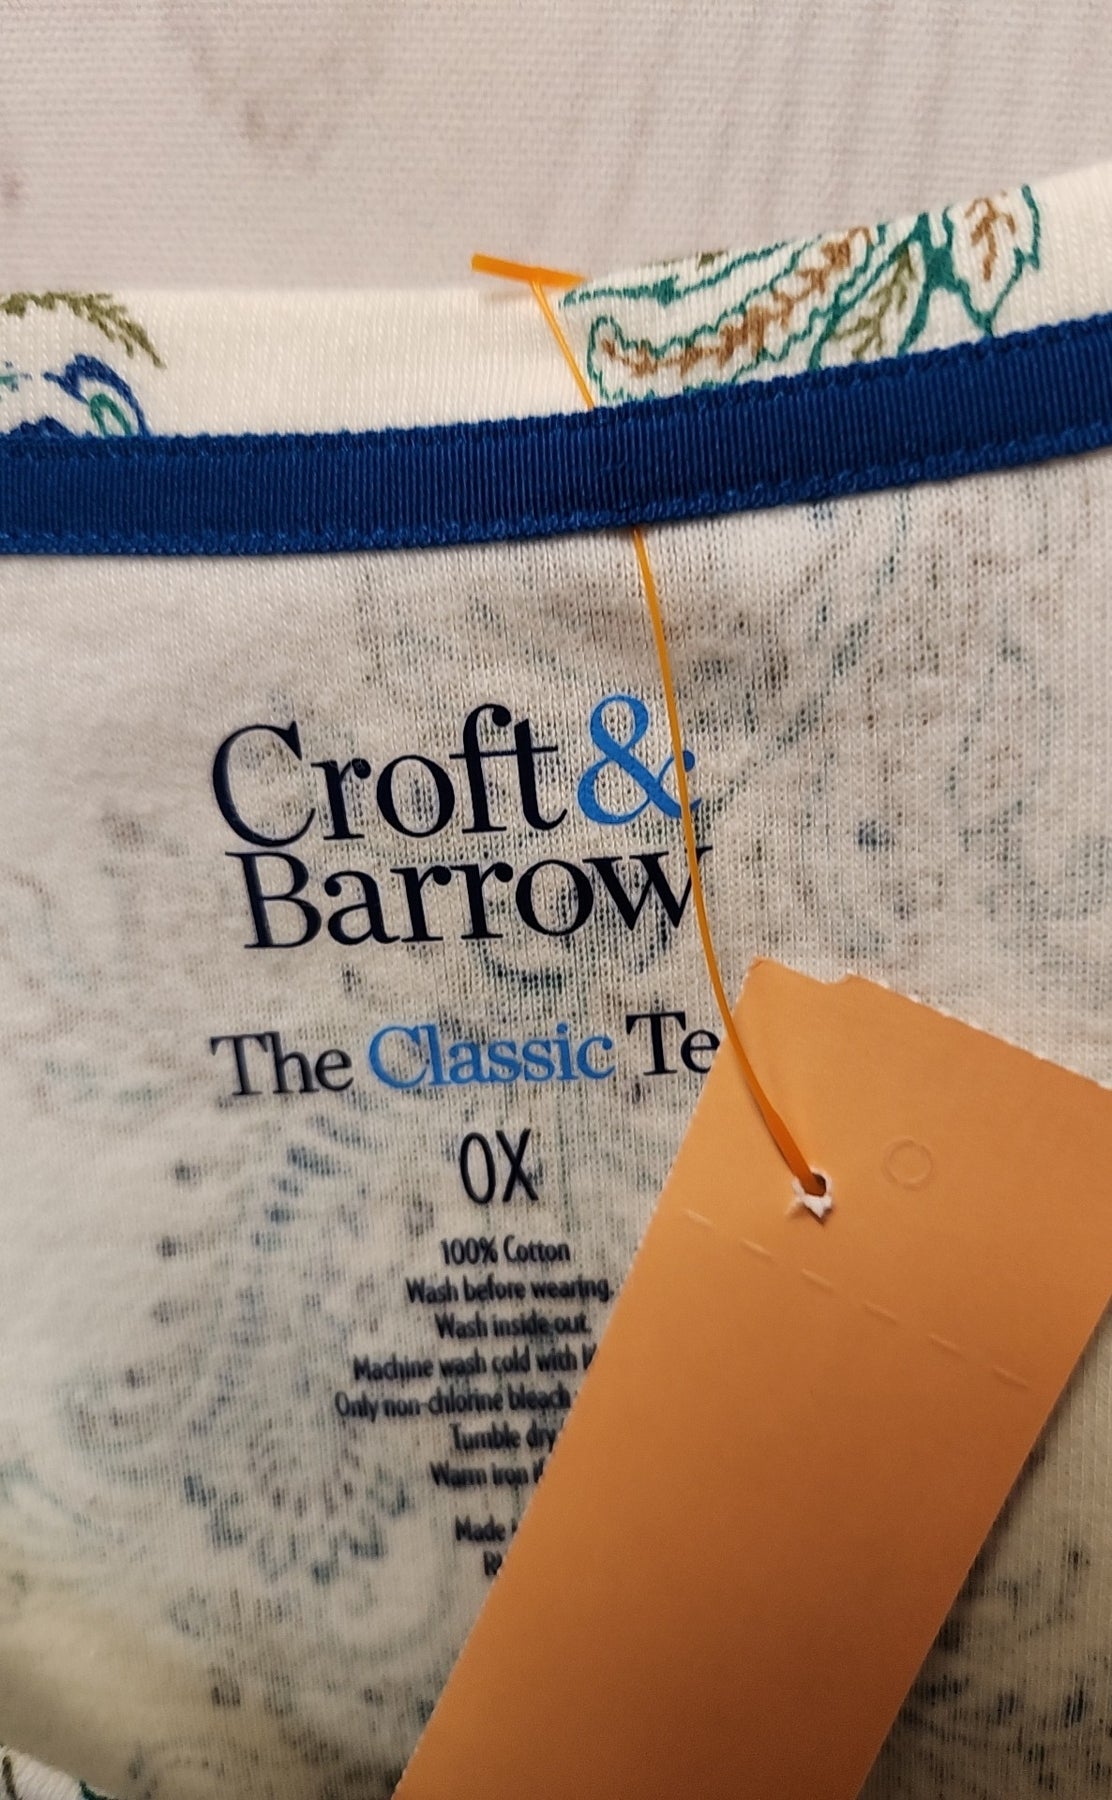 Croft &
Barrow
The Classic Te
0X
100% Cotton
Wash before wearing.
Wash inside out.
Machine wash cold with
Only non-chlorine bleach
Tumble dry
Warm iron
Made